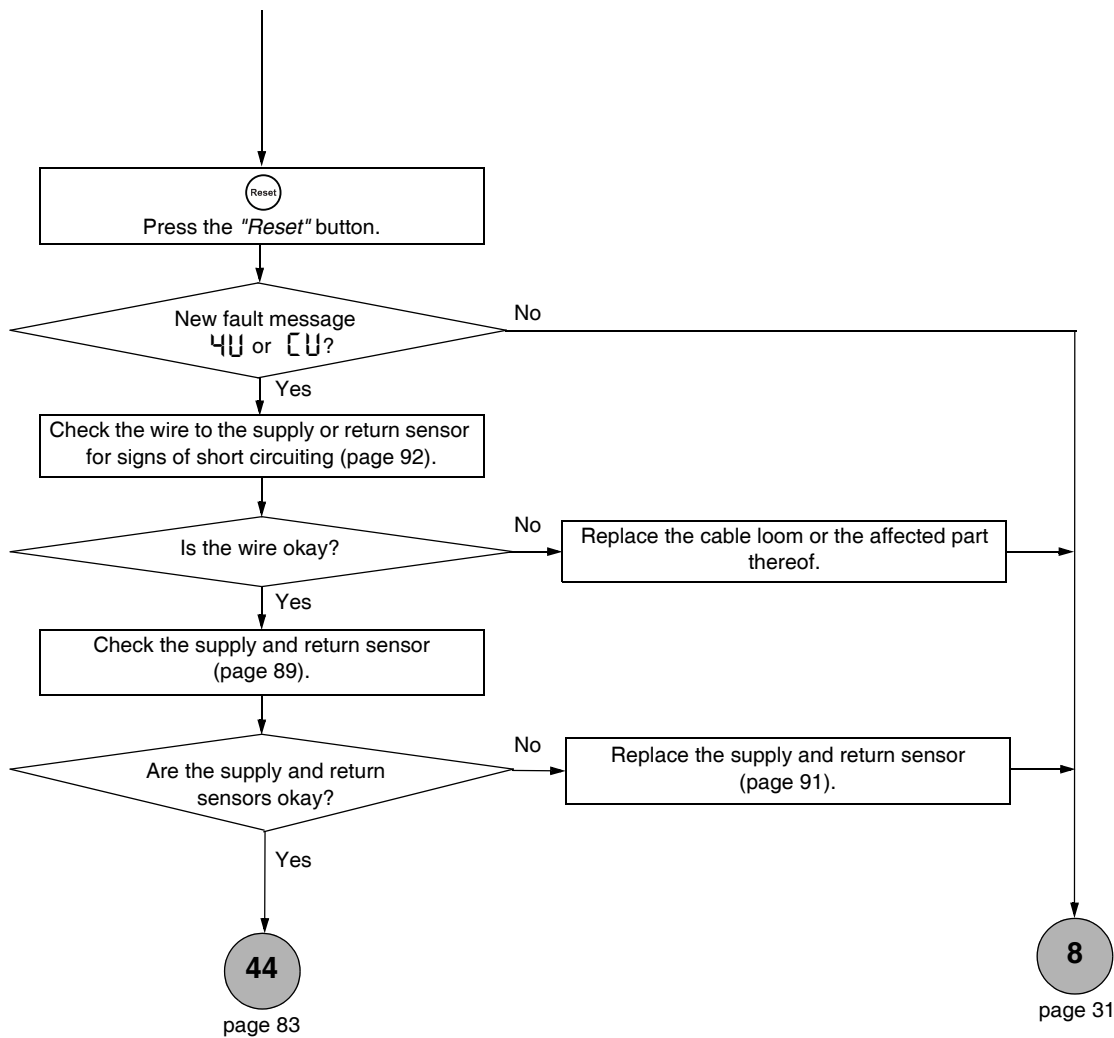 Reset
Press the "Reset" button.
New fault message
4U or CU?
No
Yes
Check the wire to the supply or return sensor
for signs of short circuiting (page 92).
Is the wire okay?
No
Replace the cable loom or the affected part
thereof.
Yes
Check the supply and return sensor
(page 89).
Are the supply and return
sensors okay?
No
Replace the supply and return sensor
(page 91).
Yes
44
page 83
8
page 31